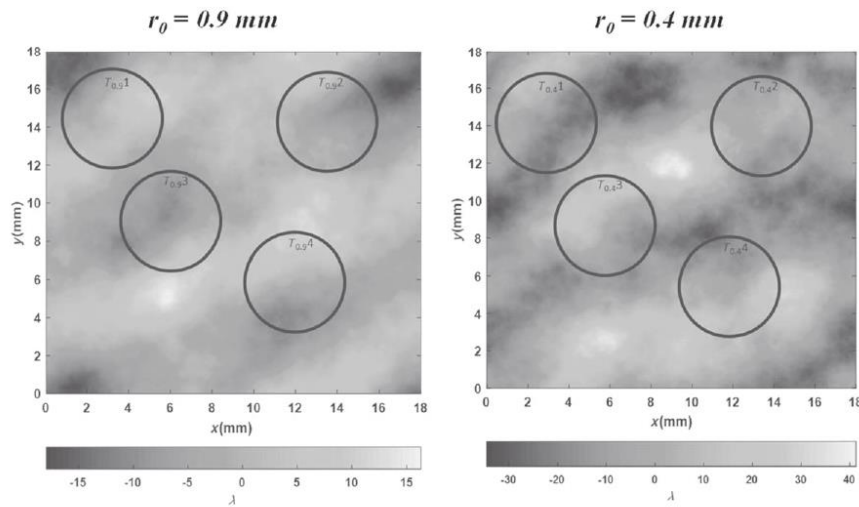 r₀ = 0.9 mm
18
16
14
12
10
8
6
4
2
0
y(mm)
T₀.₉1
T₀.₉2
T₀.₉3
T₀.₉4
0 2 4 6 8 10 12 14 16 18
x(mm)
-15 -10 -5 0 5 10 15
λ
r₀ = 0.4 mm
18
16
14
12
10
8
6
4
2
0
y(mm)
T₀.₄1
T₀.₄2
T₀.₄3
T₀.₄4
0 2 4 6 8 10 12 14 16 18
x(mm)
-30 -20 -10 0 10 20 30 40
λ